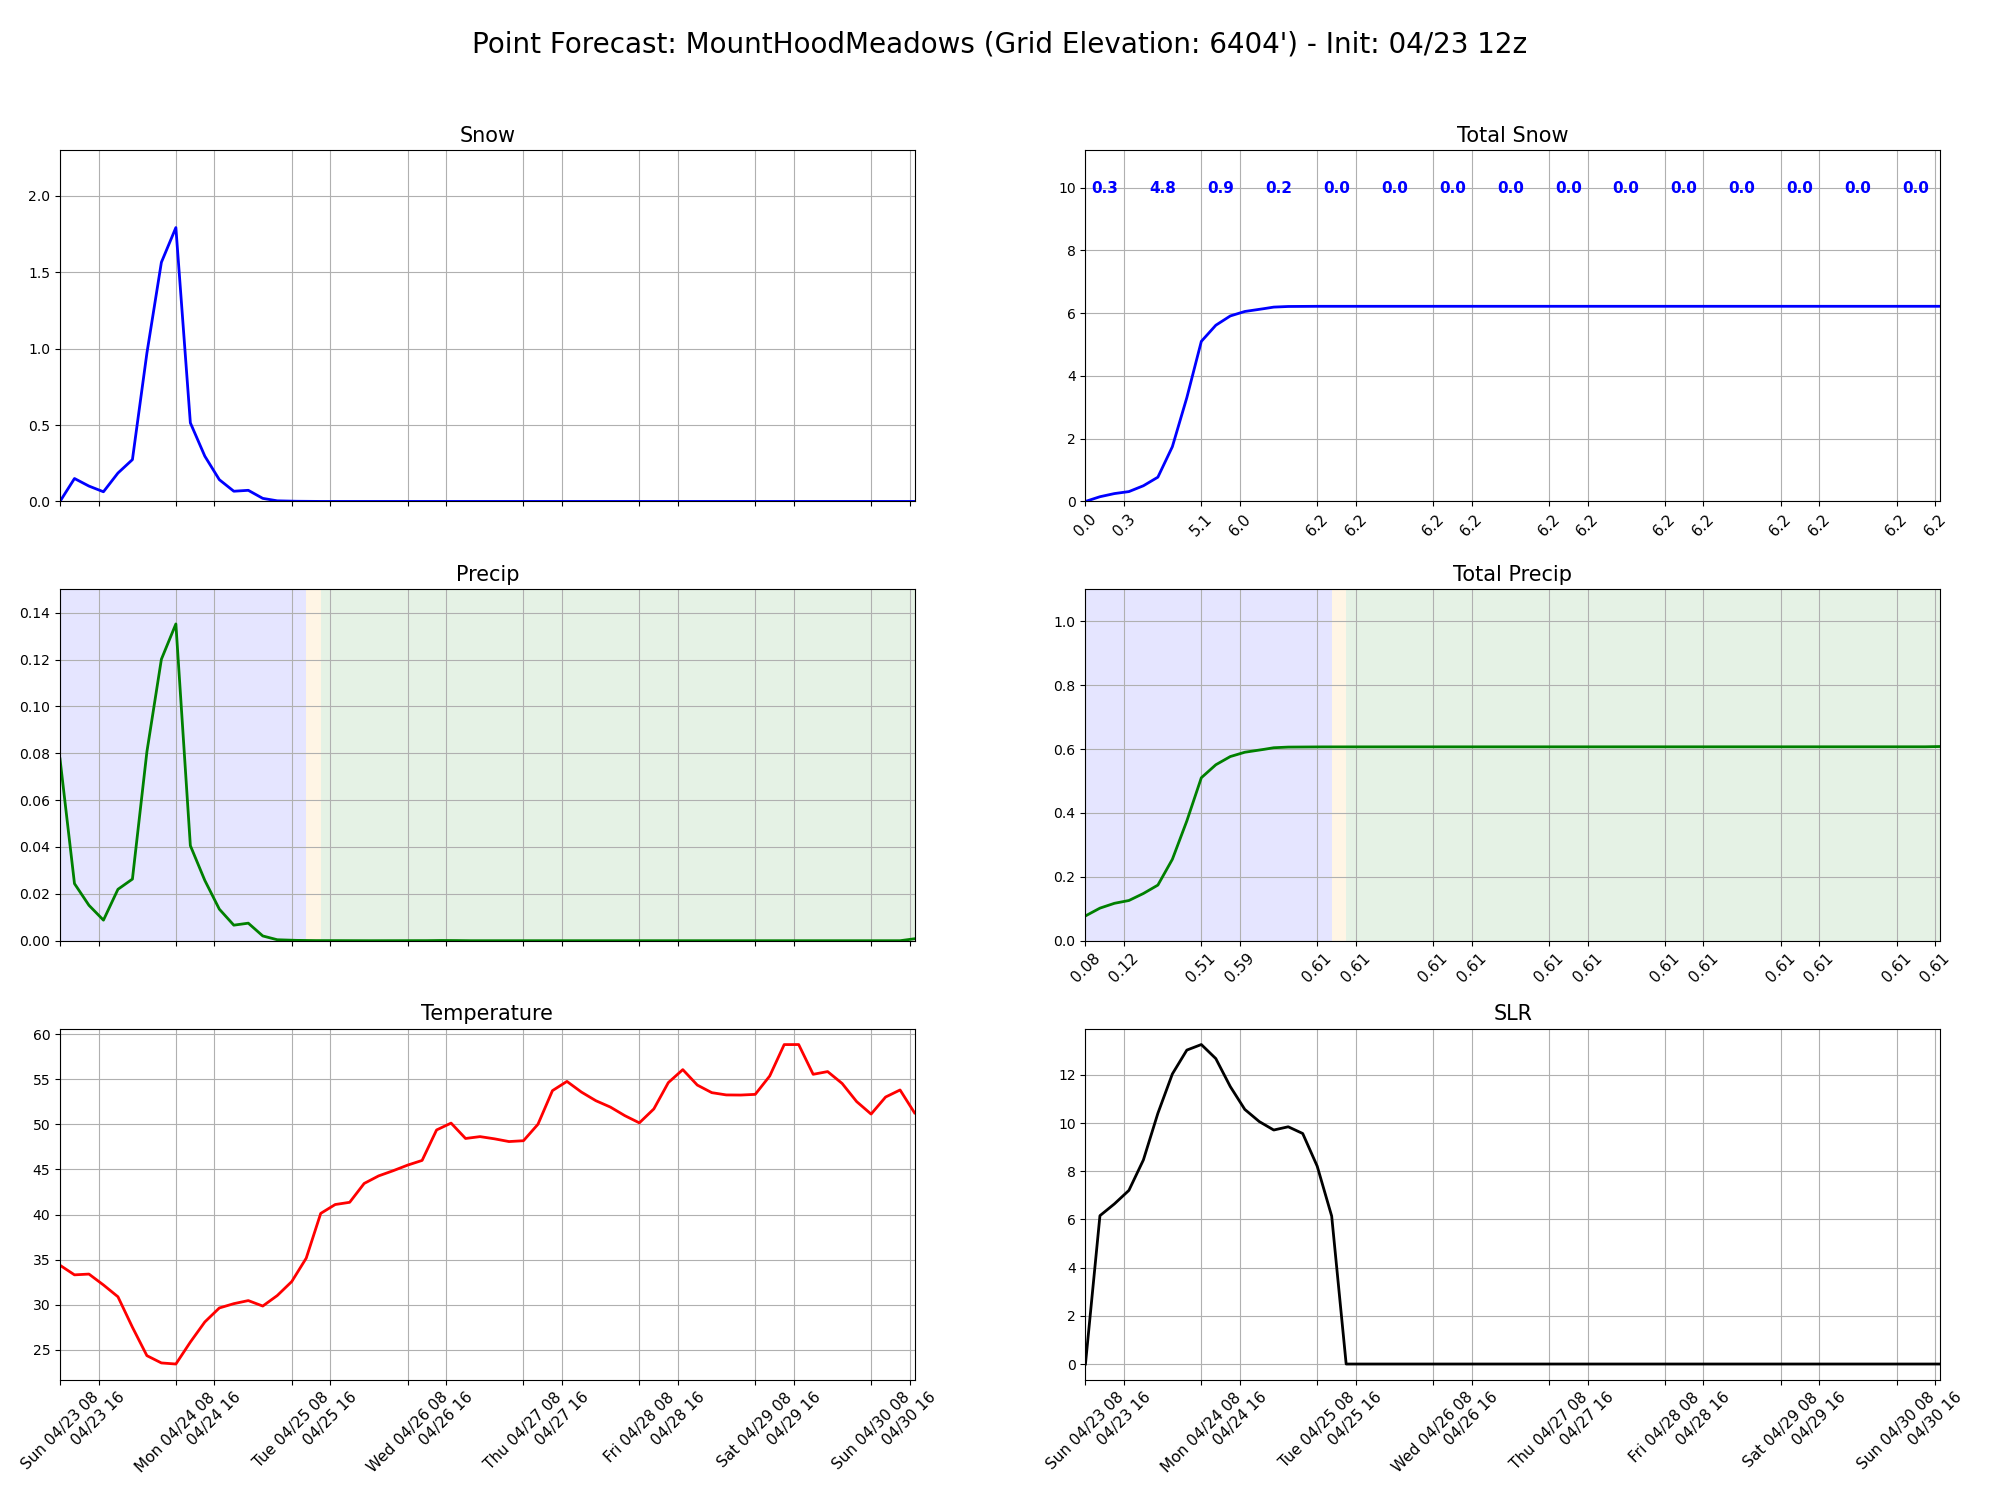 Point Forecast: MountHoodMeadows (Grid Elevation: 6404') - Init: 04/23 12z
Snow
2.0
1.5
1.0
0.5
0.0
Total Snow
10
8
6
4
2
0
0.3 4.8 0.9 0.2 0.0 0.0 0.0 0.0 0.0 0.0 0.0 0.0 0.0 0.0 0.0
0.0 0.3 5.1 6.0 6.2 6.2 6.2 6.2 6.2 6.2 6.2 6.2 6.2 6.2 6.2 6.2
Precip
0.14
0.12
0.10
0.08
0.06
0.04
0.02
0.00
Total Precip
1.0
0.8
0.6
0.4
0.2
0.0
0.08 0.12 0.51 0.59 0.61 0.61 0.61 0.61 0.61 0.61 0.61 0.61 0.61 0.61 0.61 0.61
Temperature
60
55
50
45
40
35
30
25
Sun 04/23 08
04/23 16
Mon 04/24 08
04/24 16
Tue 04/25 08
04/25 16
Wed 04/26 08
04/26 16
Thu 04/27 08
04/27 16
Fri 04/28 08
04/28 16
Sat 04/29 08
04/29 16
Sun 04/30 08
04/30 16
SLR
12
10
8
6
4
2
0
Sun 04/23 08
04/23 16
Mon 04/24 08
04/24 16
Tue 04/25 08
04/25 16
Wed 04/26 08
04/26 16
Thu 04/27 08
04/27 16
Fri 04/28 08
04/28 16
Sat 04/29 08
04/29 16
Sun 04/30 08
04/30 16